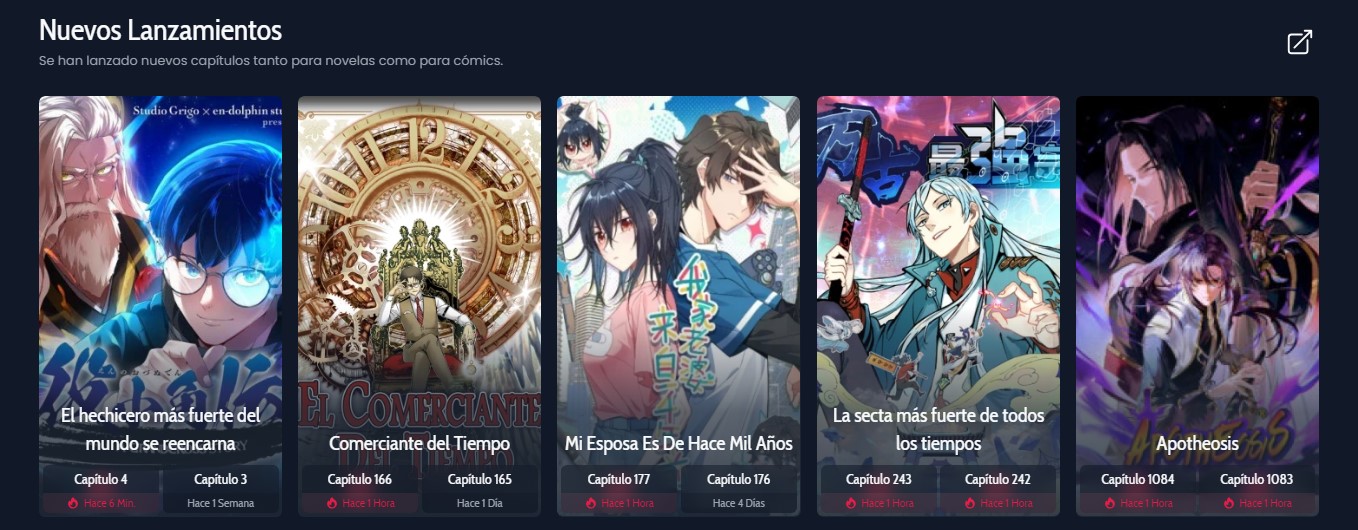 Nuevos Lanzamientos
Se han lanzado nuevos capítulos tanto para novelas como para cómics.
Studio Grigo × en-dolphin stu
pres
El hechicero más fuerte del
mundo se reencarna
Capítulo 4
Capítulo 3
Hace 6 Min.
Hace 1 Semana
12
EL COMERCIANTE
DEL TIEMPO
Comerciante del Tiempo
Capítulo 166
Capítulo 165
Hace 1 Hora
Hace 1 Día
我家老婆
来自一千
Mi Esposa Es De Hace Mil Años
Capítulo 177
Capítulo 176
Hace 1 Hora
Hace 4 Días
万古
最强宗
La secta más fuerte de todos
los tiempos
Capítulo 243
Capítulo 242
Hace 1 Hora
Hace 1 Hora
APOTHEOSIS
Apotheosis
Capítulo 1084
Capítulo 1083
Hace 1 Hora
Hace 1 Hora